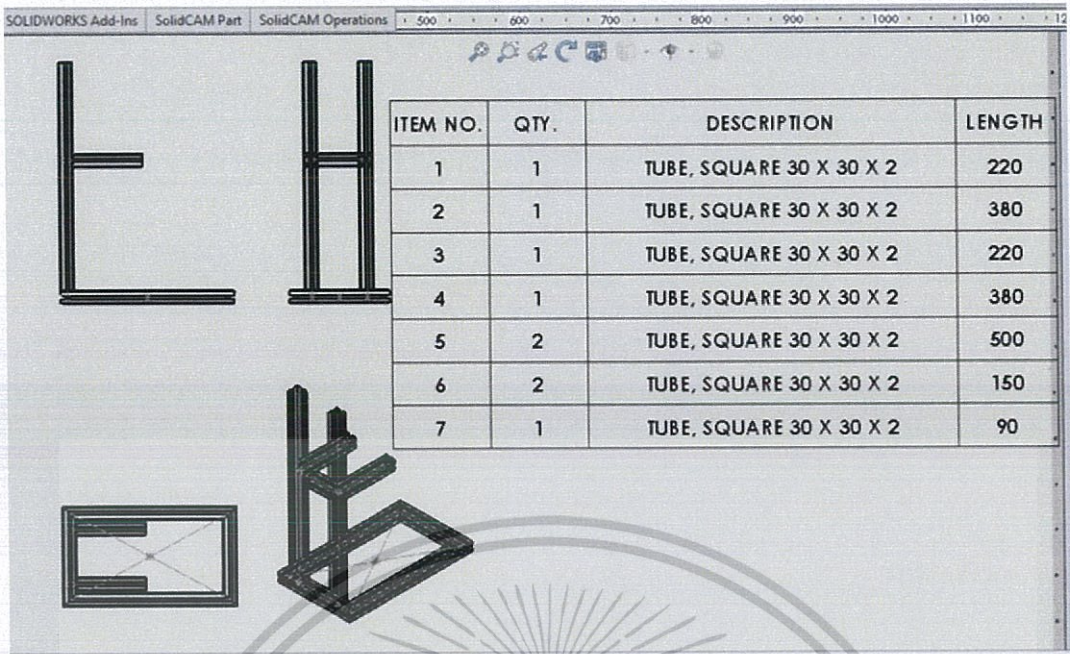 SOLIDWORKS Add-Ins SolidCAM Part SolidCAM Operations 500 600 700 800 900 1000 1100 12
ITEM NO. QTY. DESCRIPTION LENGTH
1 1 TUBE, SQUARE 30 X 30 X 2 220
2 1 TUBE, SQUARE 30 X 30 X 2 380
3 1 TUBE, SQUARE 30 X 30 X 2 220
4 1 TUBE, SQUARE 30 X 30 X 2 380
5 2 TUBE, SQUARE 30 X 30 X 2 500
6 2 TUBE, SQUARE 30 X 30 X 2 150
7 1 TUBE, SQUARE 30 X 30 X 2 90